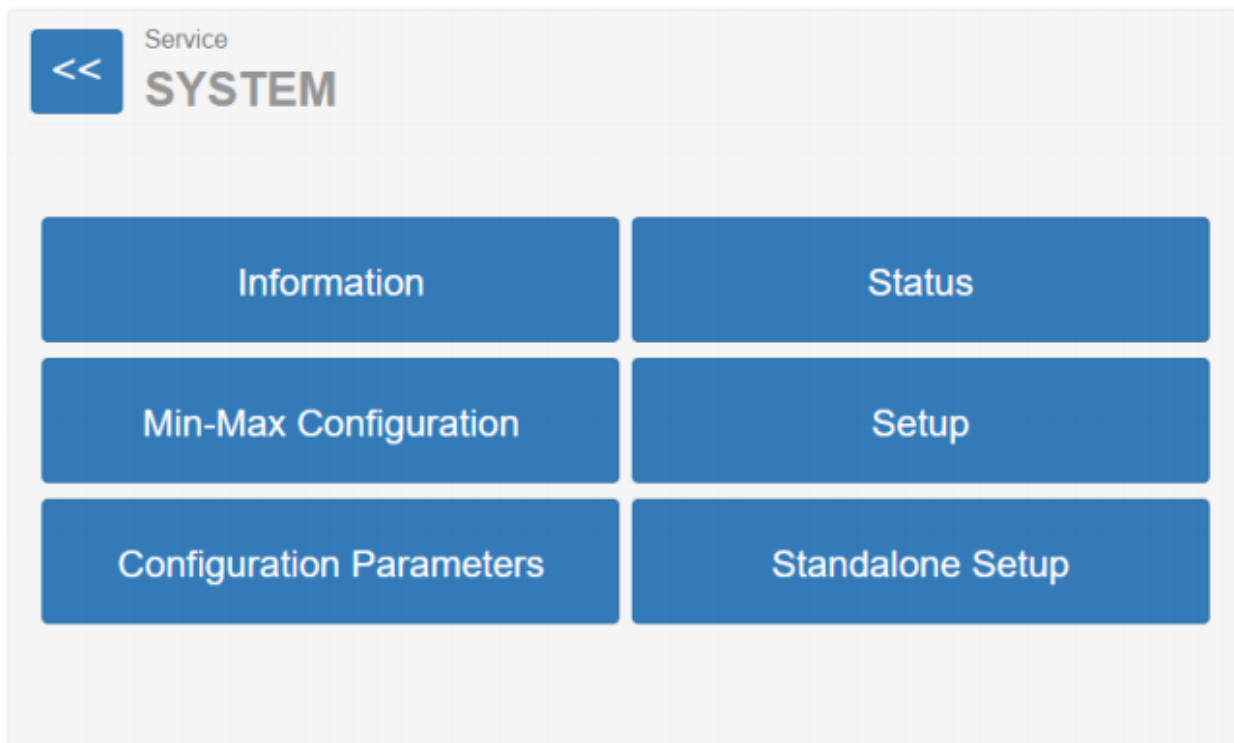 <<
Service
SYSTEM
Information
Status
Min-Max Configuration
Setup
Configuration Parameters
Standalone Setup